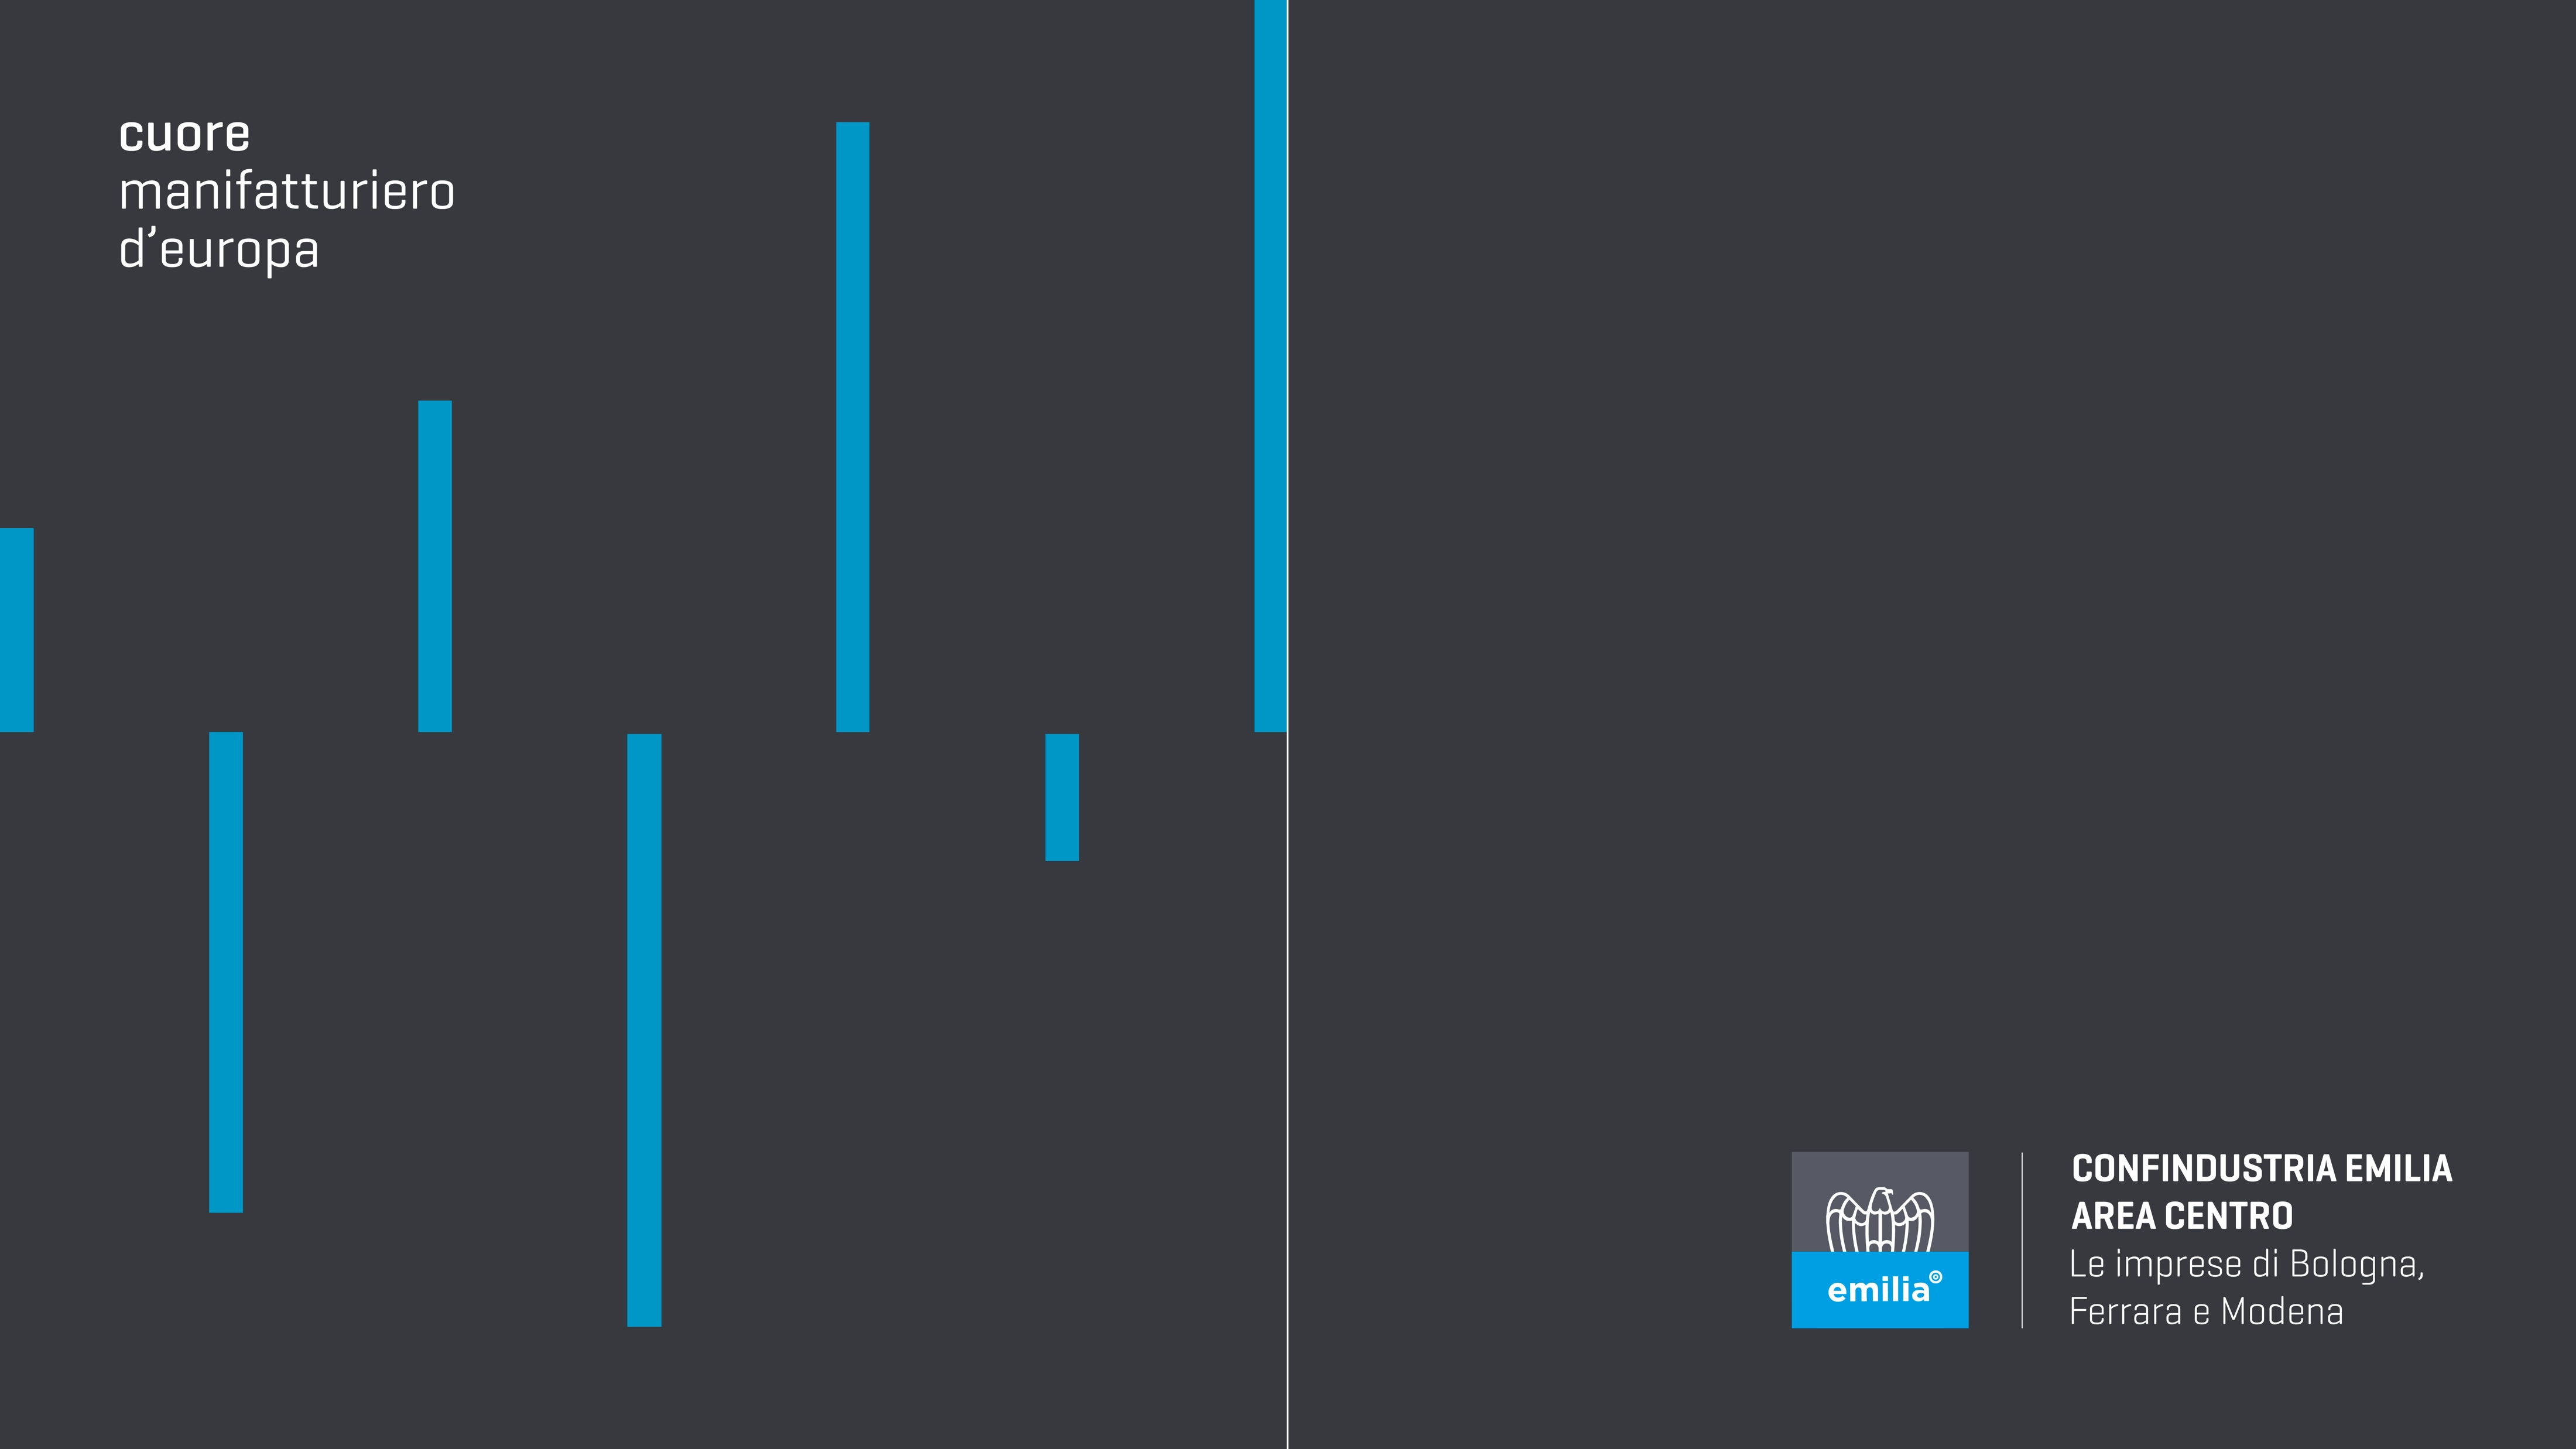 cuore
manifatturiero
d’europa
emilia
CONFINDUSTRIA EMILIA
AREA CENTRO
Le imprese di Bologna,
Ferrara e Modena